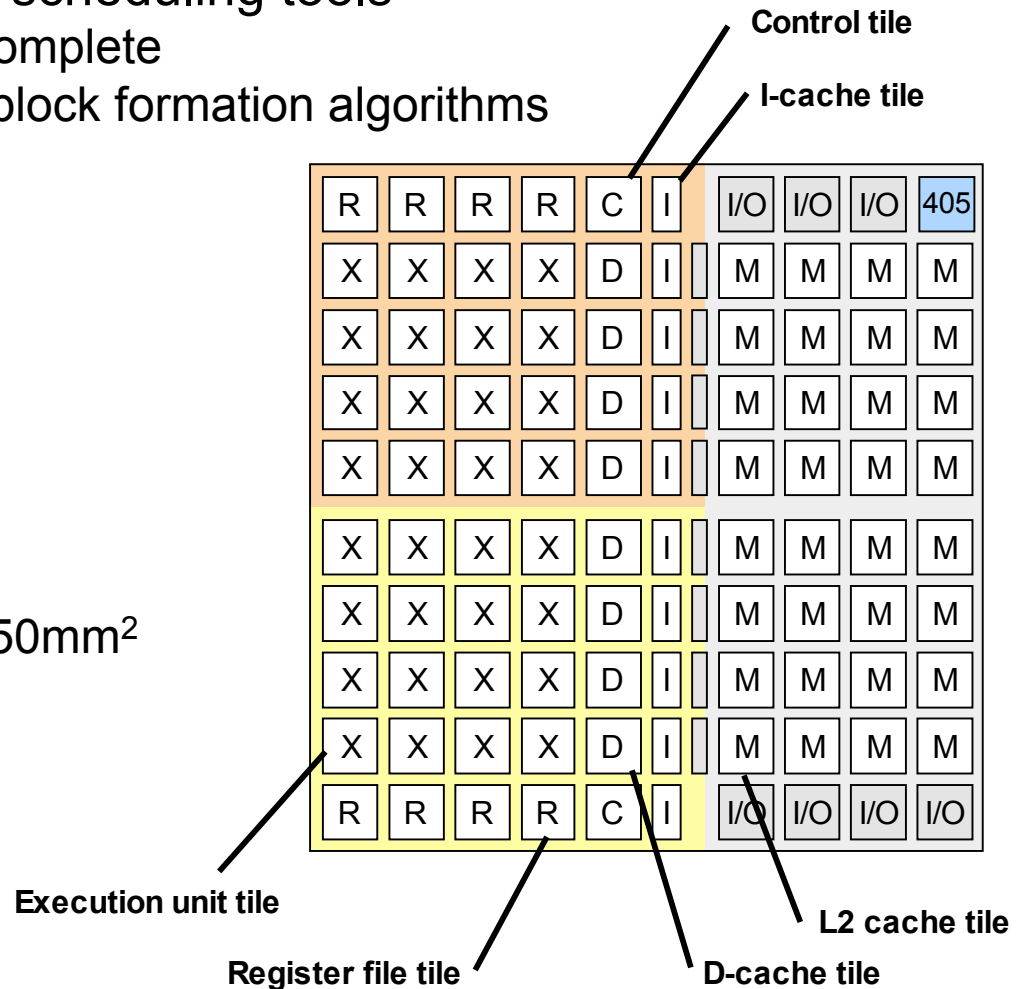 scheduling tools
omplete
block formation algorithms
Control tile
I-cache tile
R R R R C I I/O I/O I/O 405
X X X X D I M M M M
X X X X D I M M M M
X X X X D I M M M M
X X X X D I M M M M
X X X X D I M M M M
X X X X D I M M M M
50mm²
X X X X D I M M M M
X X X X D I M M M M
R R R R C I I/O I/O I/O I/O
Execution unit tile
L2 cache tile
Register file tile
D-cache tile